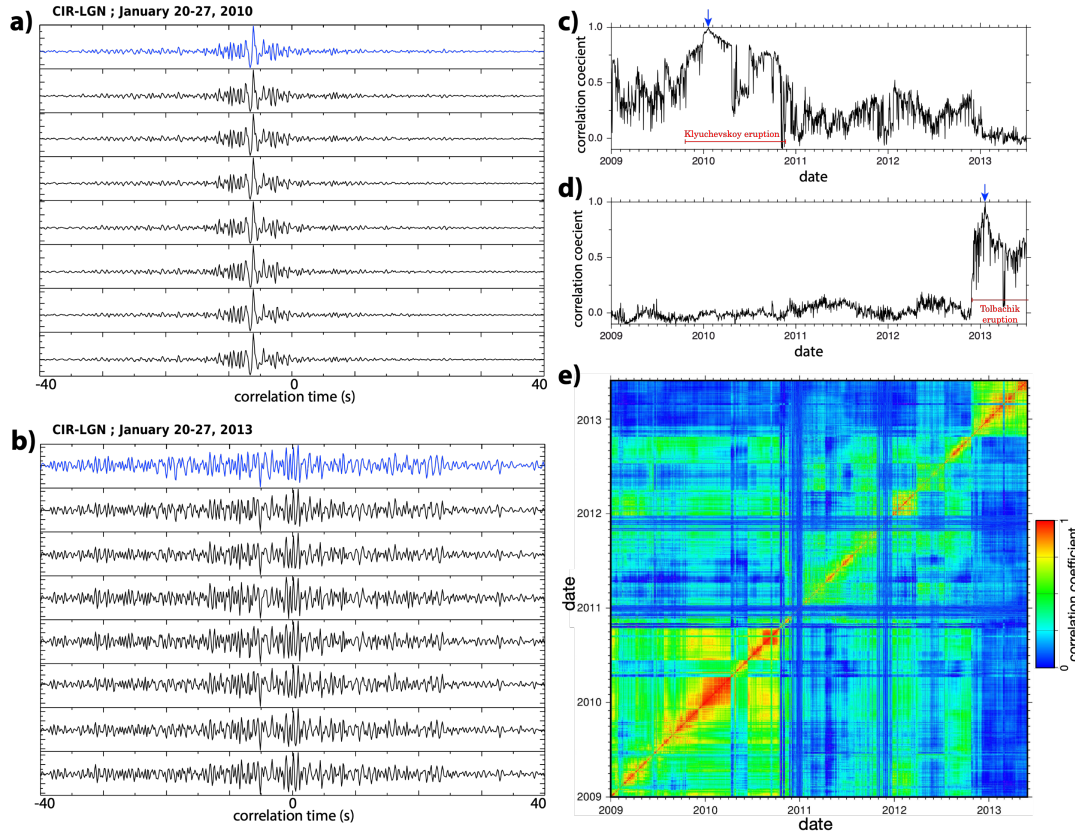 a)
CIR-LGN ; January 20-27, 2010
-40
0
40
correlation time (s)
b)
CIR-LGN ; January 20-27, 2013
-40
0
40
correlation time (s)
c)
1.0
0.5
0.0
correlation coecient
Klyuchevskoy eruption
2009
2010
2011
2012
2013
date
d)
1.0
0.5
0.0
correlation coecient
Tolbachik
eruption
2009
2010
2011
2012
2013
date
e)
2013
2012
2011
2010
2009
date
2009
2010
2011
2012
2013
date
0
1
correlation coefficient